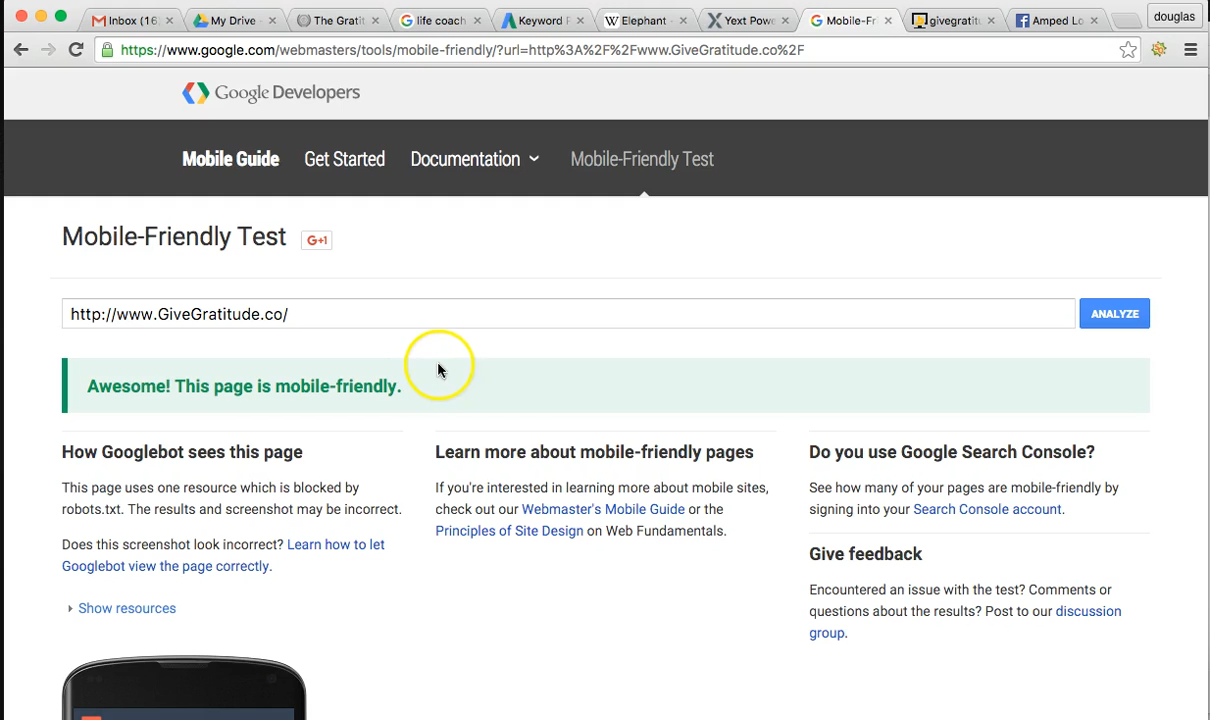 Inbox (16
My Drive -
The Gratit
life coach
Keyword P
Elephant -
Yext Powe
Mobile-Fri
givegratitu
Amped Lo
douglas
https://www.google.com/webmasters/tools/mobile-friendly/?url=http%3A%2F%2Fwww.GiveGratitude.co%2F
Google Developers
Mobile Guide Get Started Documentation Mobile-Friendly Test
Mobile-Friendly Test G+1
http://www.GiveGratitude.co/ ANALYZE
Awesome! This page is mobile-friendly.
How Googlebot sees this page
This page uses one resource which is blocked by
robots.txt. The results and screenshot may be incorrect.
Does this screenshot look incorrect? Learn how to let
Googlebot view the page correctly.
Show resources
Learn more about mobile-friendly pages
If you're interested in learning more about mobile sites,
check out our Webmaster's Mobile Guide or the
Principles of Site Design on Web Fundamentals.
Do you use Google Search Console?
See how many of your pages are mobile-friendly by
signing into your Search Console account.
Give feedback
Encountered an issue with the test? Comments or
questions about the results? Post to our discussion
group.